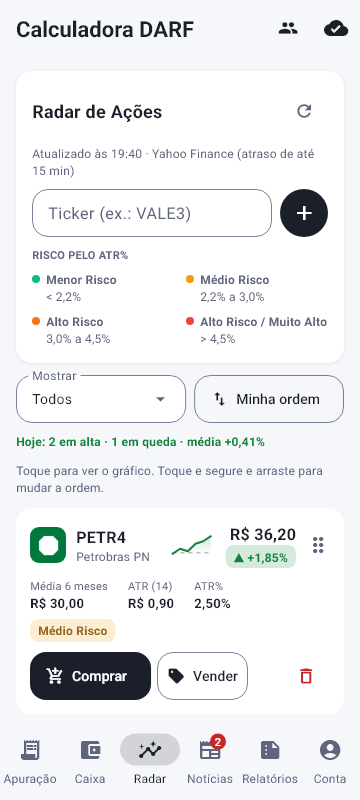 Calculadora DARF
Radar de Ações
Atualizado às 19:40 · Yahoo Finance (atraso de até
15 min)
Ticker (ex.: VALE3)
RISCO PELO ATR%
Menor Risco
< 2,2%
Médio Risco
2,2% a 3,0%
Alto Risco
3,0% a 4,5%
Alto Risco / Muito Alto
> 4,5%
Mostrar
Todos
Minha ordem
Hoje: 2 em alta · 1 em queda · média +0,41%
Toque para ver o gráfico. Toque e segure e arraste para
mudar a ordem.
PETR4
Petrobras PN
R$ 36,20
▲ +1,85%
Média 6 meses
R$ 30,00
ATR (14)
R$ 0,90
ATR%
2,50%
Médio Risco
Comprar
Vender
Apuração
Caixa
Radar
2
Notícias
Relatórios
Conta